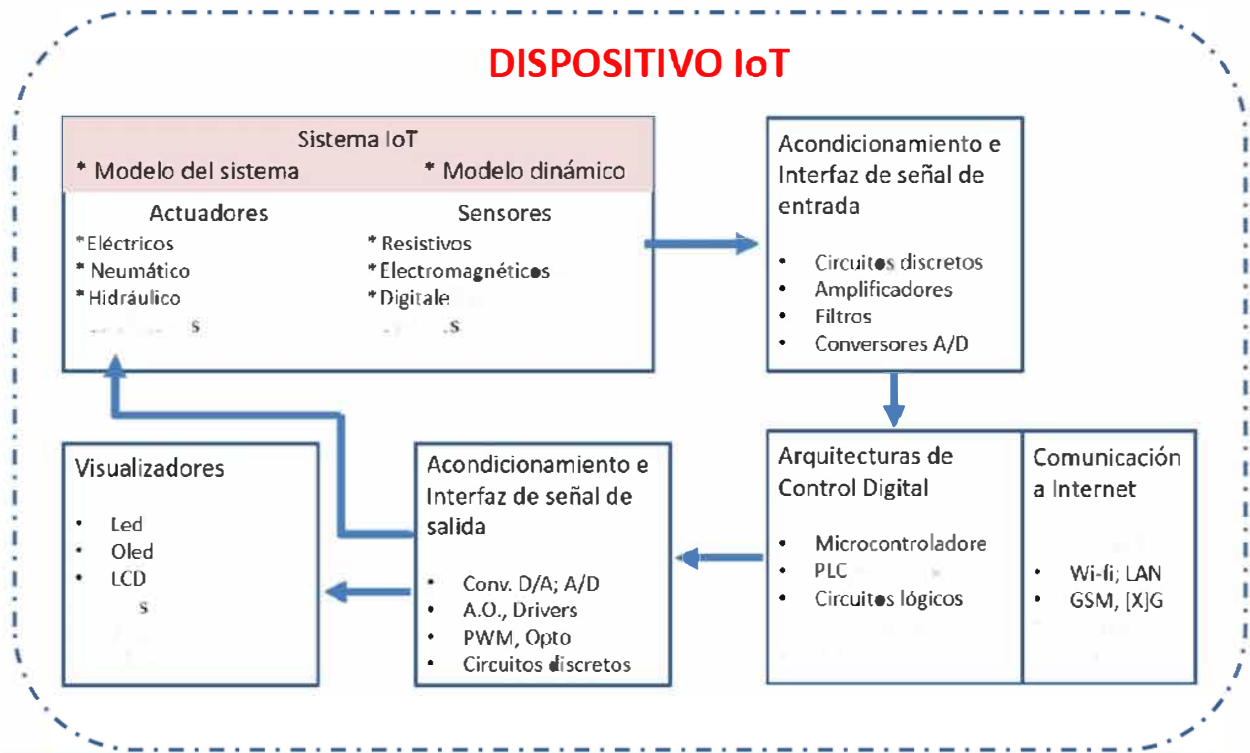 DISPOSITIVO IoT
Sistema IoT
* Modelo del sistema * Modelo dinámico
Actuadores
*Eléctricos
* Neumático
* Hidráulico
s
Sensores
* Resistivos
*Electromagnéticos
*Digitale
s
Acondicionamiento e
Interfaz de señal de
entrada
• Circuitos discretos
• Amplificadores
• Filtros
• Conversores A/D
Visualizadores
• Led
• Oled
• LCD
s
Acondicionamiento e
Interfaz de señal de
salida
• Conv. D/A; A/D
• A.O., Drivers
• PWM, Opto
• Circuitos discretos
Arquitecturas de
Control Digital
• Microcontroladore
• PLC
• Circuitos lógicos
Comunicación
a Internet
• Wi-fi; LAN
• GSM, [X]G